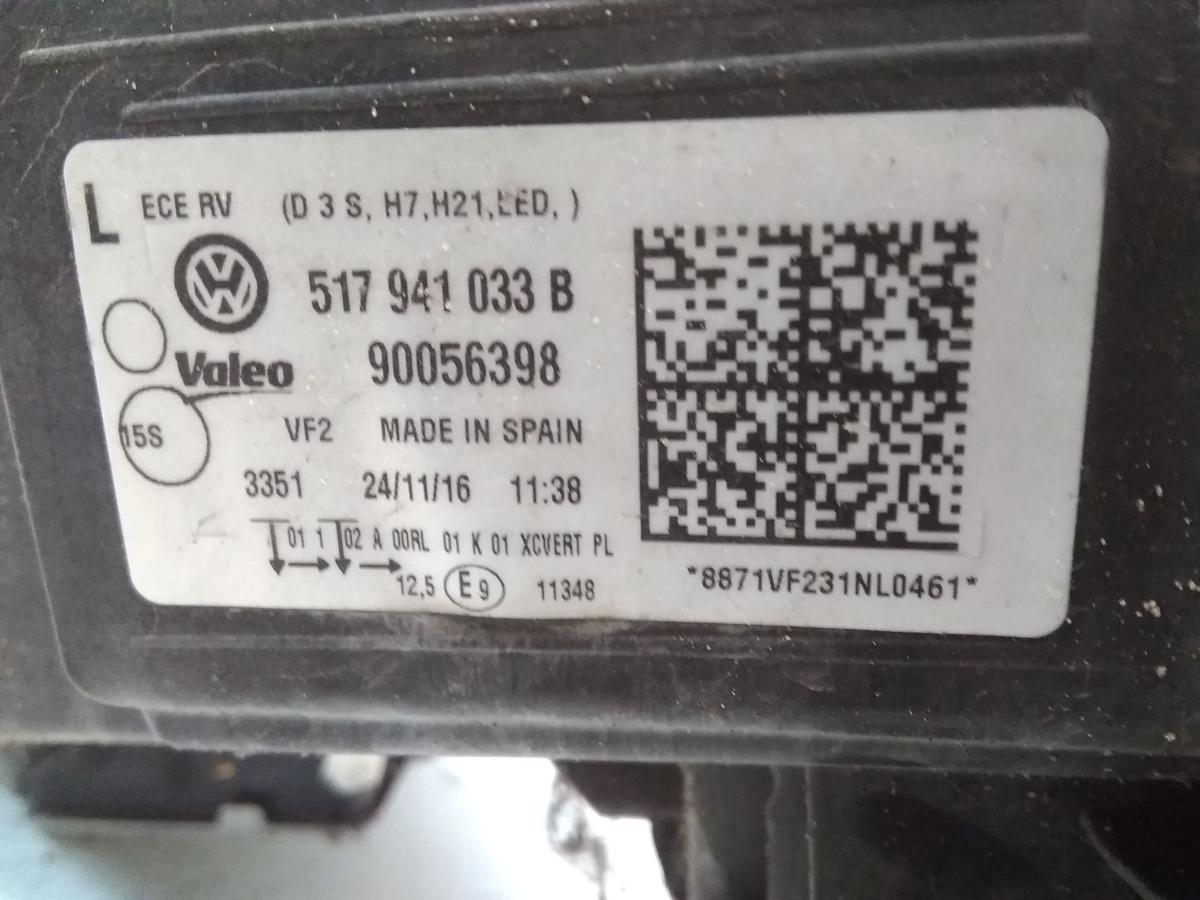 L ECE RV (D 3 S, H7,H21,LED, )
517 941 033 B
Valeo 90056398
15S VF2 MADE IN SPAIN
3351 24/11/16 11:38
01 1 02 A 00RL 01 K 01 XCVERT PL
12,5 E9 11348
*8871VF231NL0461*